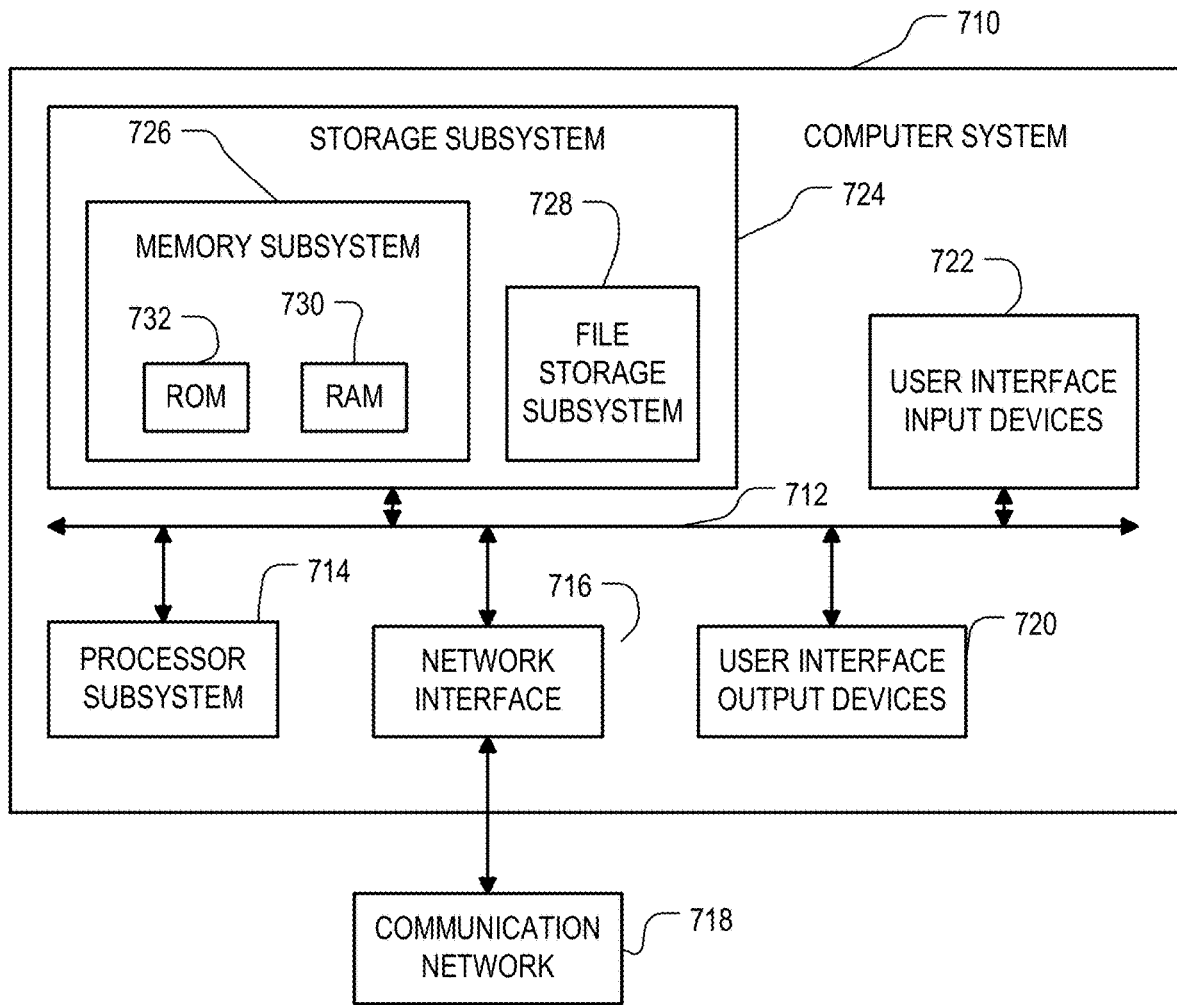 710
STORAGE SUBSYSTEM
COMPUTER SYSTEM
726
724
728
MEMORY SUBSYSTEM
722
732
730
FILE
STORAGE
SUBSYSTEM
ROM
RAM
USER INTERFACE
INPUT DEVICES
712
714
716
720
PROCESSOR
SUBSYSTEM
NETWORK
INTERFACE
USER INTERFACE
OUTPUT DEVICES
COMMUNICATION
NETWORK
718